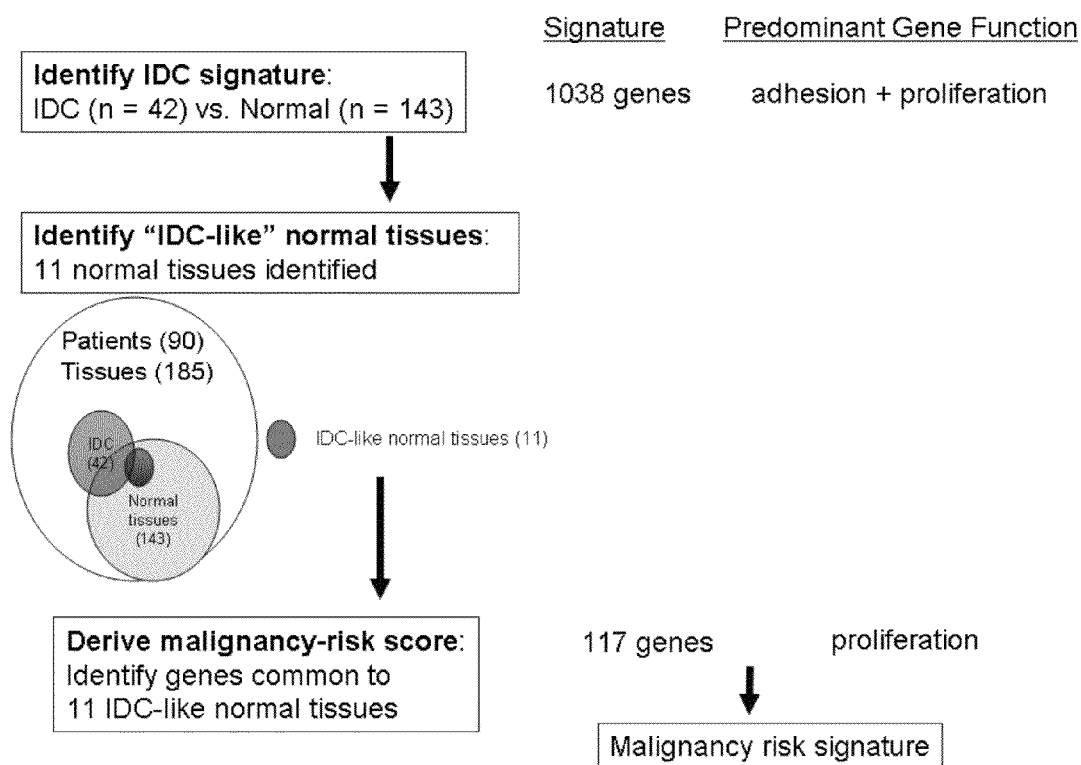 Signature Predominant Gene Function
Identify IDC signature:
IDC (n = 42) vs. Normal (n = 143)
1038 genes adhesion + proliferation
Identify “IDC-like” normal tissues:
11 normal tissues identified
Patients (90)
Tissues (185)
IDC
(42)
IDC-like normal tissues (11)
Normal
tissues
(143)
Derive malignancy-risk score:
Identify genes common to
11 IDC-like normal tissues
117 genes proliferation
Malignancy risk signature